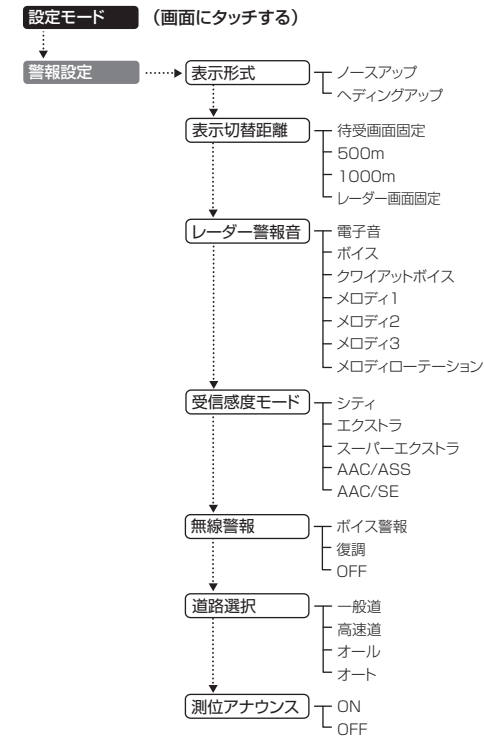 設定モード （画面にタッチする）
警報設定 表示形式 ノースアップ
ヘディングアップ
表示切替距離 待受画面固定
500m
1000m
レーダー画面固定
レーダー警報音 電子音
ボイス
クワイアットボイス
メロディ1
メロディ2
メロディ3
メロディローテーション
受信感度モード シティ
エクストラ
スーパーエクストラ
AAC/ASS
AAC/SE
無線警報 ボイス警報
復調
OFF
道路選択 一般道
高速道
オール
オート
測位アナウンス ON
OFF